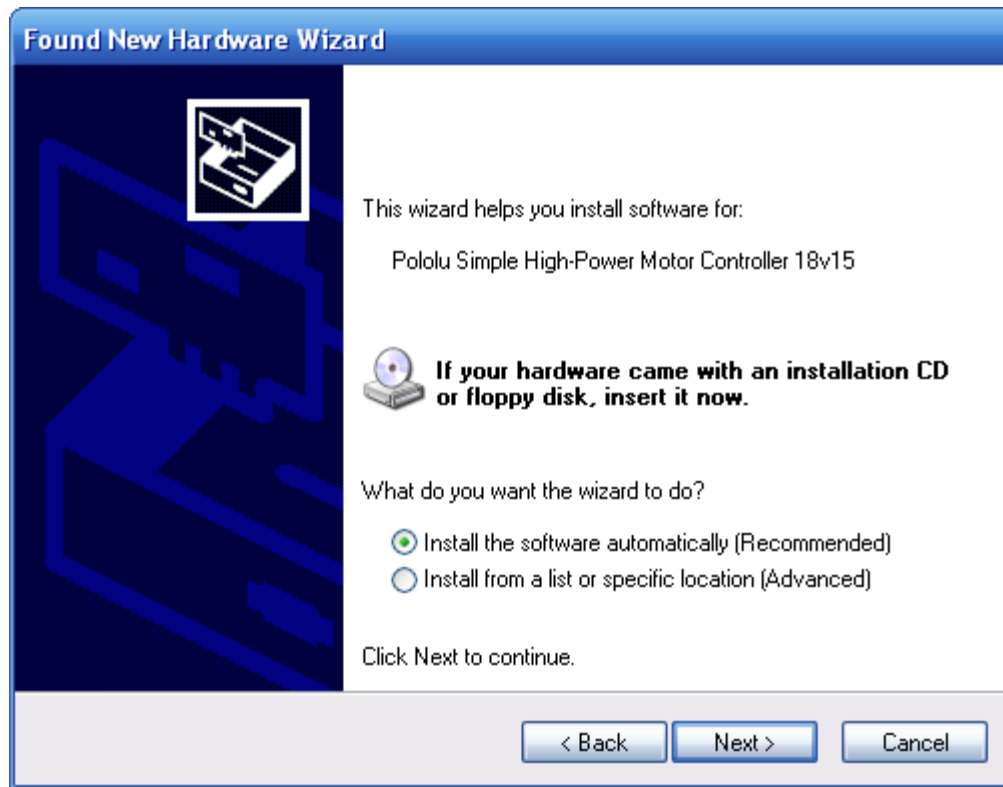 Found New Hardware Wizard
This wizard helps you install software for:
Pololu Simple High-Power Motor Controller 18v15
If your hardware came with an installation CD
or floppy disk, insert it now.
What do you want the wizard to do?
Install the software automatically (Recommended)
Install from a list or specific location (Advanced)
Click Next to continue.
< Back Next > Cancel